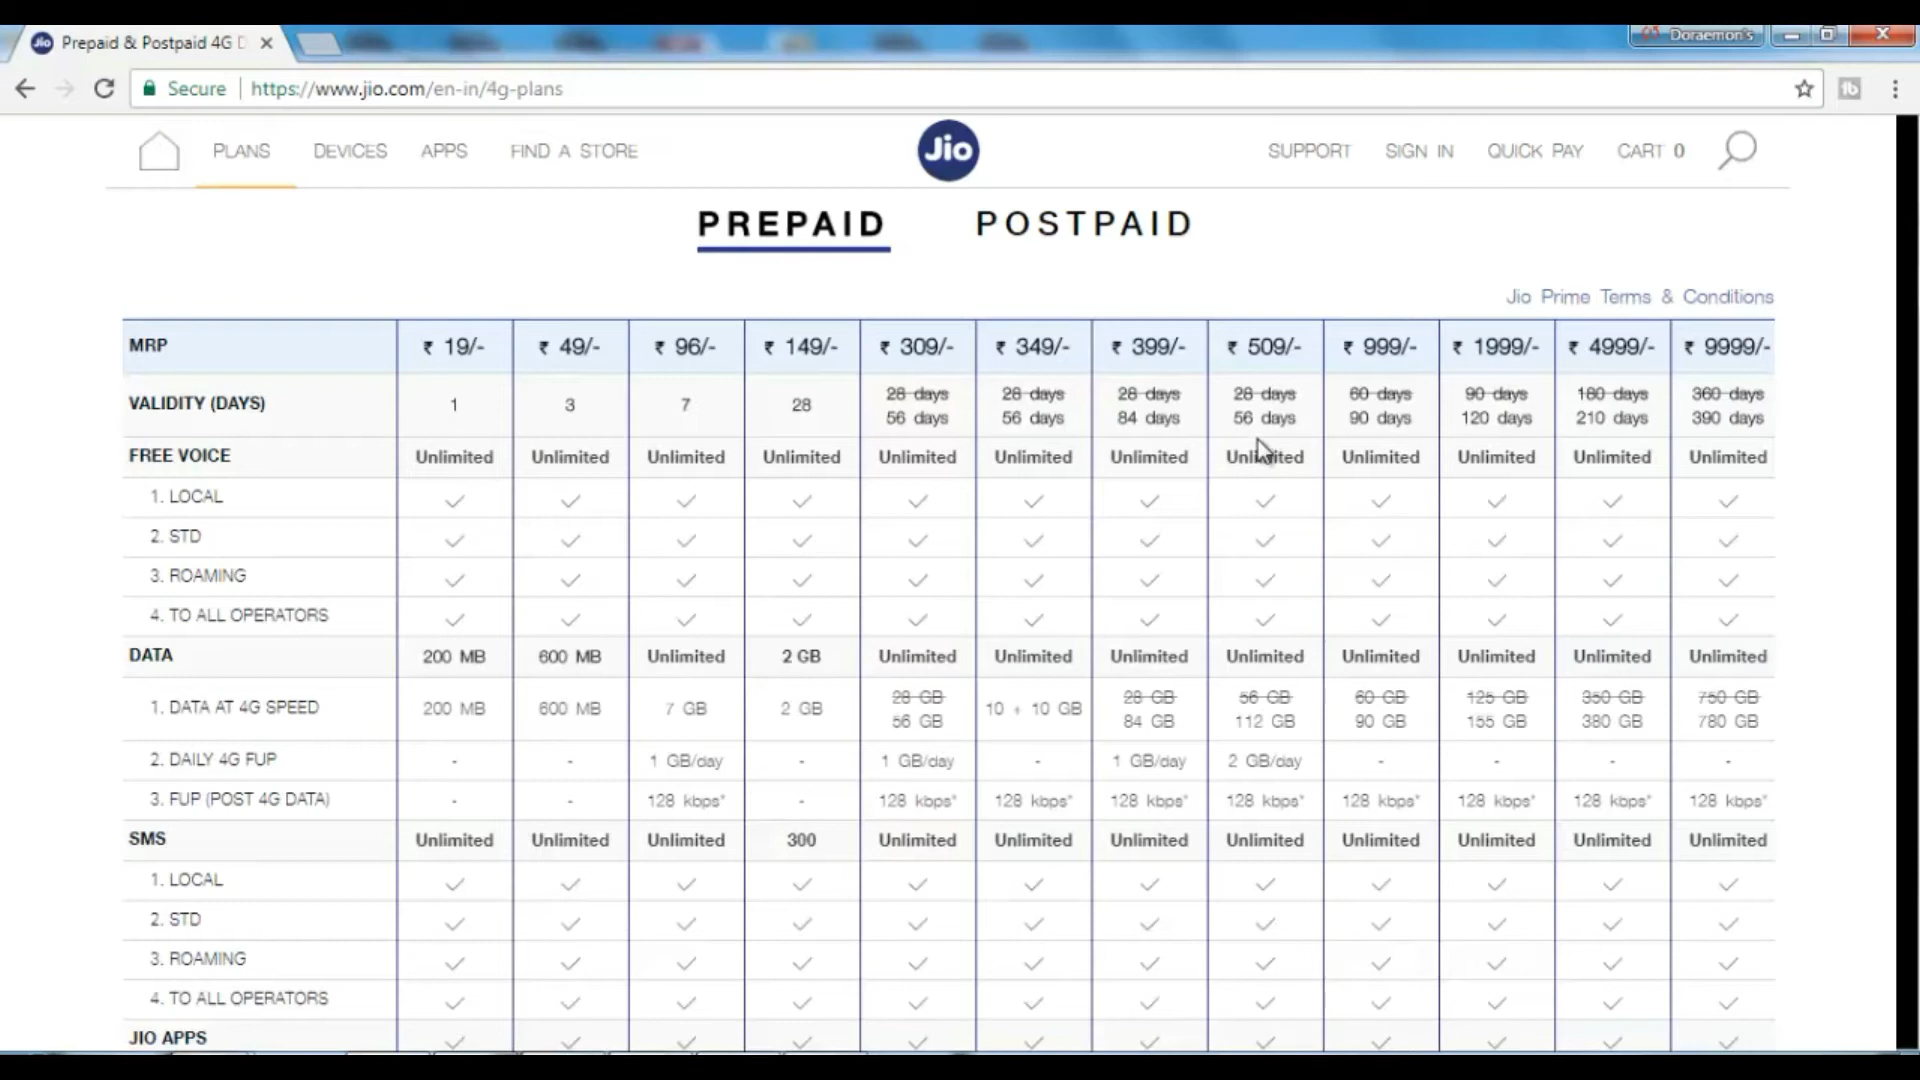 Jio Prepaid & Postpaid 4G D
Doraemon's
Secure https://www.jio.com/en-in/4g-plans
PLANS DEVICES APPS FIND A STORE Jio SUPPORT SIGN IN QUICK PAY CART 0
PREPAID POSTPAID
Jio Prime Terms & Conditions
MRP ₹ 19/- ₹ 49/- ₹ 96/- ₹ 149/- ₹ 309/- ₹ 349/- ₹ 399/- ₹ 509/- ₹ 999/- ₹ 1999/- ₹ 4999/- ₹ 9999/-
28 days 28 days 28 days 28 days 60 days 90 days 180 days 360 days
VALIDITY (DAYS) 1 3 7 28
56 days 56 days 84 days 56 days 90 days 120 days 210 days 390 days
FREE VOICE Unlimited Unlimited Unlimited Unlimited Unlimited Unlimited Unlimited Unlimited Unlimited Unlimited Unlimited Unlimited
1. LOCAL
2. STD
3. ROAMING
4. TO ALL OPERATORS
DATA 200 MB 600 MB Unlimited 2 GB Unlimited Unlimited Unlimited Unlimited Unlimited Unlimited Unlimited Unlimited
28 GB 28 GB 56 GB 60 GB 125 GB 350 GB 750 GB
1. DATA AT 4G SPEED 200 MB 600 MB 7 GB 2 GB 10 + 10 GB
56 GB 84 GB 112 GB 90 GB 155 GB 380 GB 780 GB
2. DAILY 4G FUP - - 1 GB/day - 1 GB/day - 1 GB/day 2 GB/day - - - -
3. FUP (POST 4G DATA) - - 128 kbps* - 128 kbps* 128 kbps* 128 kbps* 128 kbps* 128 kbps* 128 kbps* 128 kbps* 128 kbps*
SMS Unlimited Unlimited Unlimited 300 Unlimited Unlimited Unlimited Unlimited Unlimited Unlimited Unlimited Unlimited
1. LOCAL
2. STD
3. ROAMING
4. TO ALL OPERATORS
JIO APPS